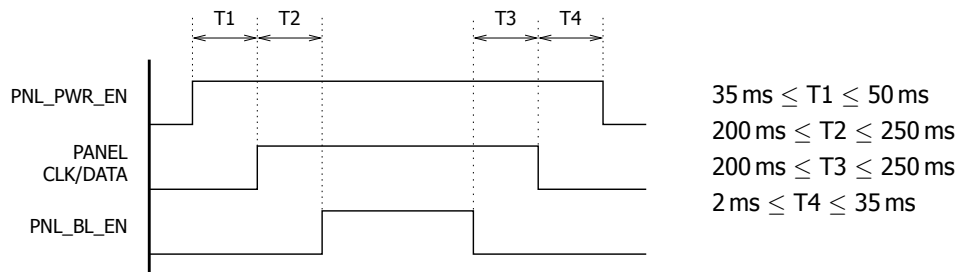 T1 T2 T3 T4
PNL_PWR_EN
PANEL
CLK/DATA
PNL_BL_EN
35 ms ≤ T1 ≤ 50 ms
200 ms ≤ T2 ≤ 250 ms
200 ms ≤ T3 ≤ 250 ms
2 ms ≤ T4 ≤ 35 ms